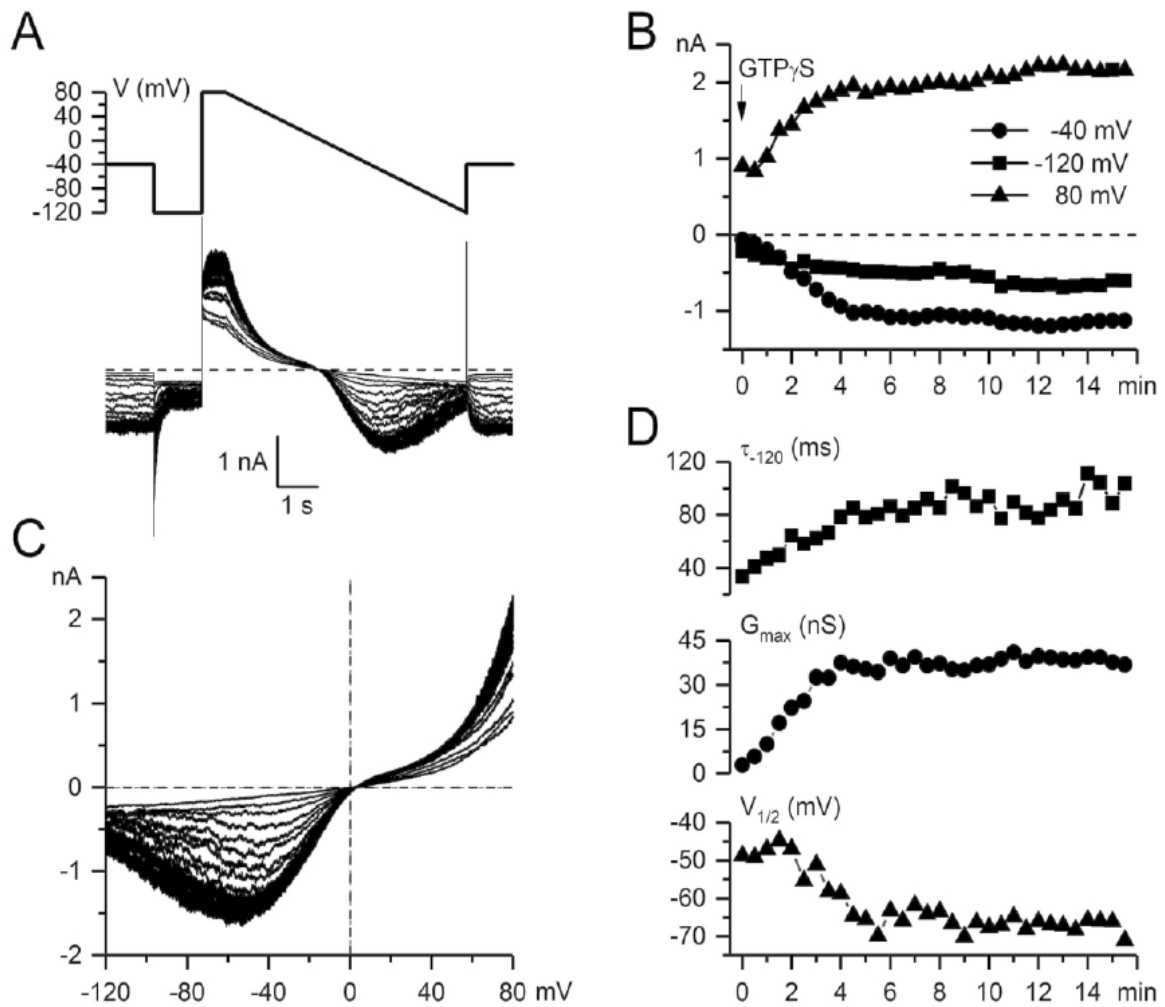 A
V (mV)
80
40
0
-40
-80
-120
1 nA
1 s
B
nA
GTPγS
2
1
0
-1
-40 mV
-120 mV
80 mV
0 2 4 6 8 10 12 14 min
C
nA
2
1
0
-1
-2
-120 -80 -40 0 40 80 mV
D
τ-120 (ms)
120
80
40
Gmax (nS)
45
30
15
0
V1/2 (mV)
-40
-50
-60
-70
0 2 4 6 8 10 12 14 min